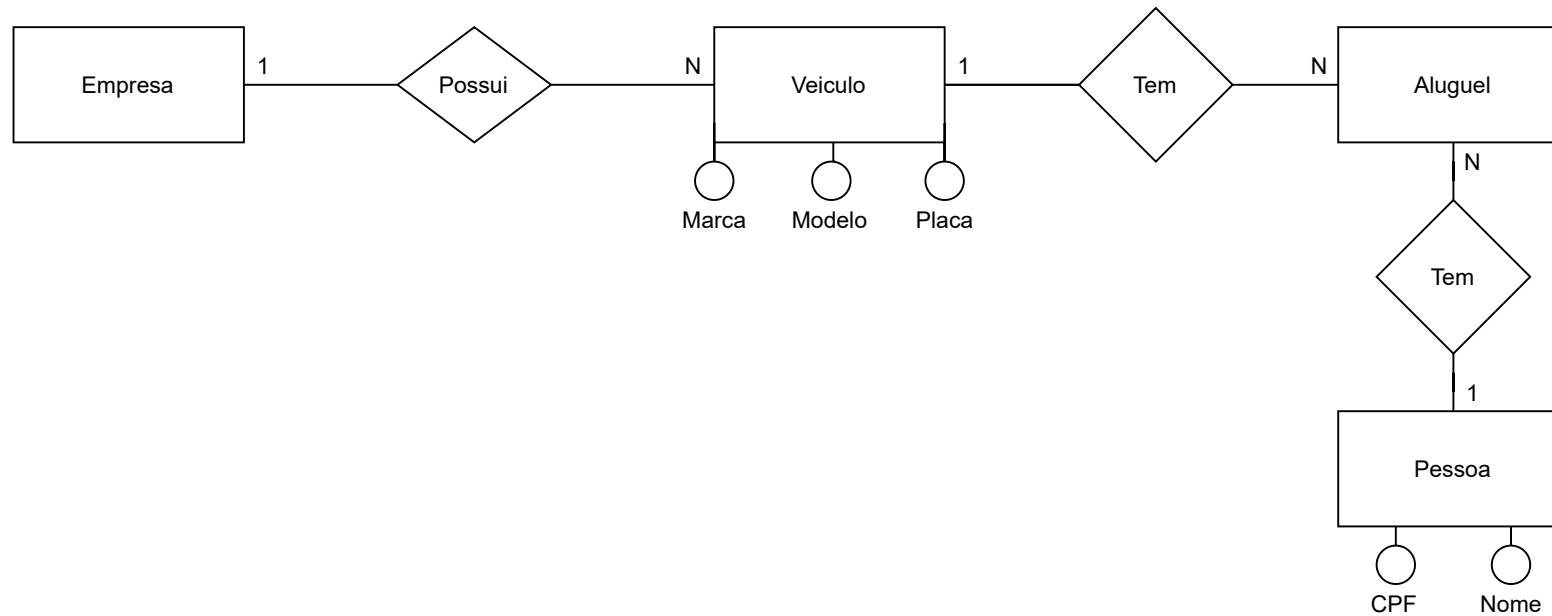 Empresa
1
Possui
N
Veiculo
1
Tem
N
Aluguel
Marca
Modelo
Placa
N
Tem
1
Pessoa
CPF
Nome